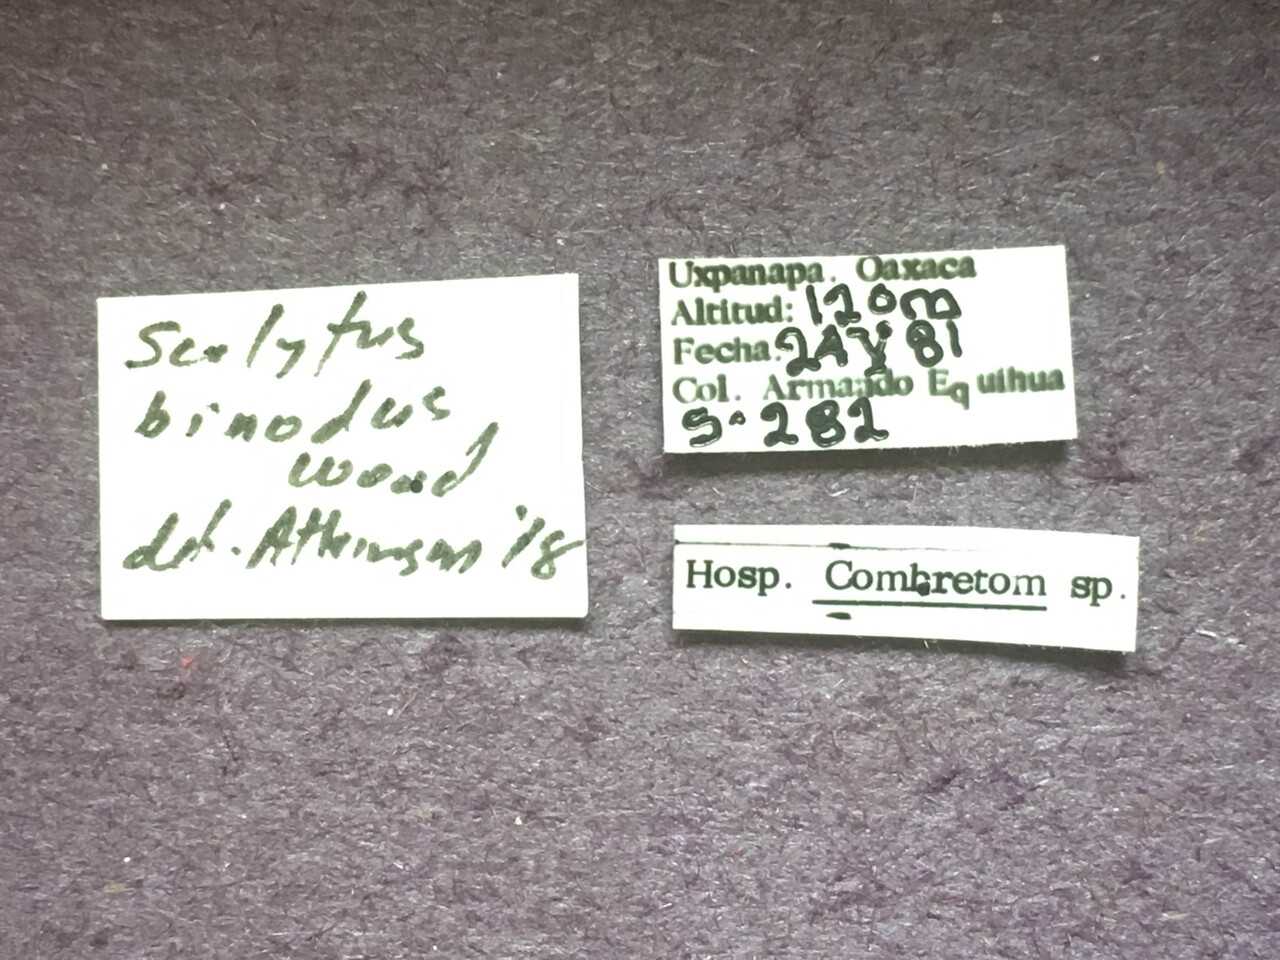 Scolytus
binodus
Wood
det. Atkinson '18
Uxpanapa. Oaxaca
Altitud: 120m
Fecha: 24 V 81
Col. Armando Equihua
S-282
Hosp. Combretom sp.